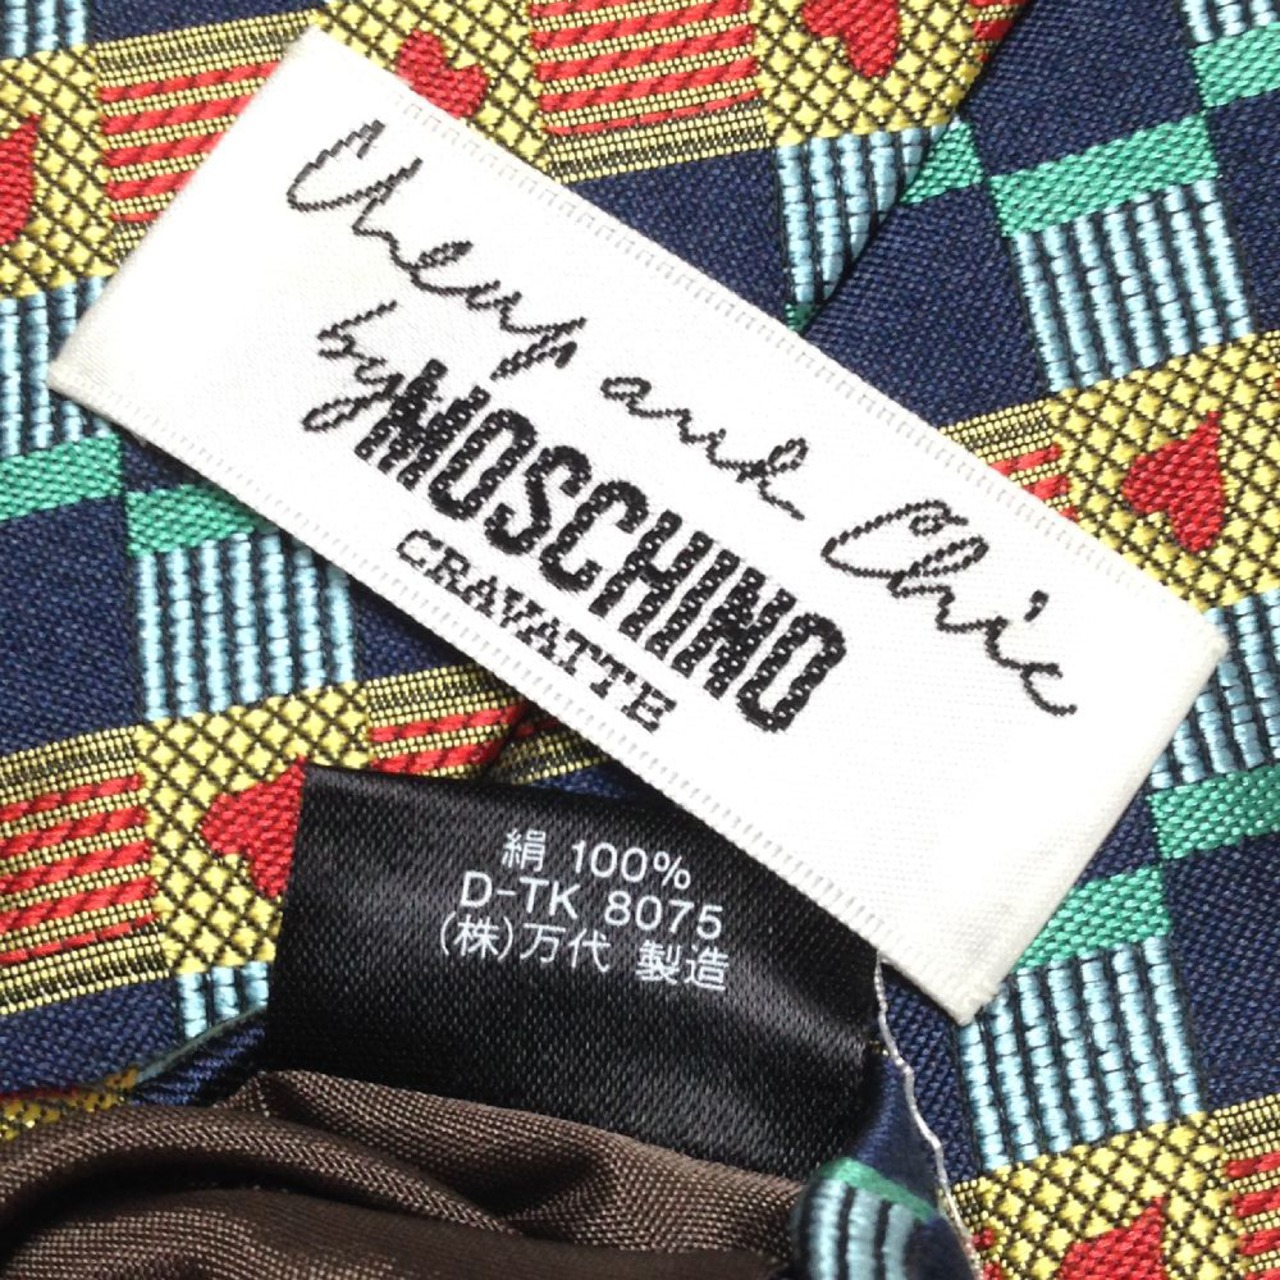 Cheap and Chic
by MOSCHINO
CRAVATTE
絹 100%
D-TK 8075
(株)万代 製造